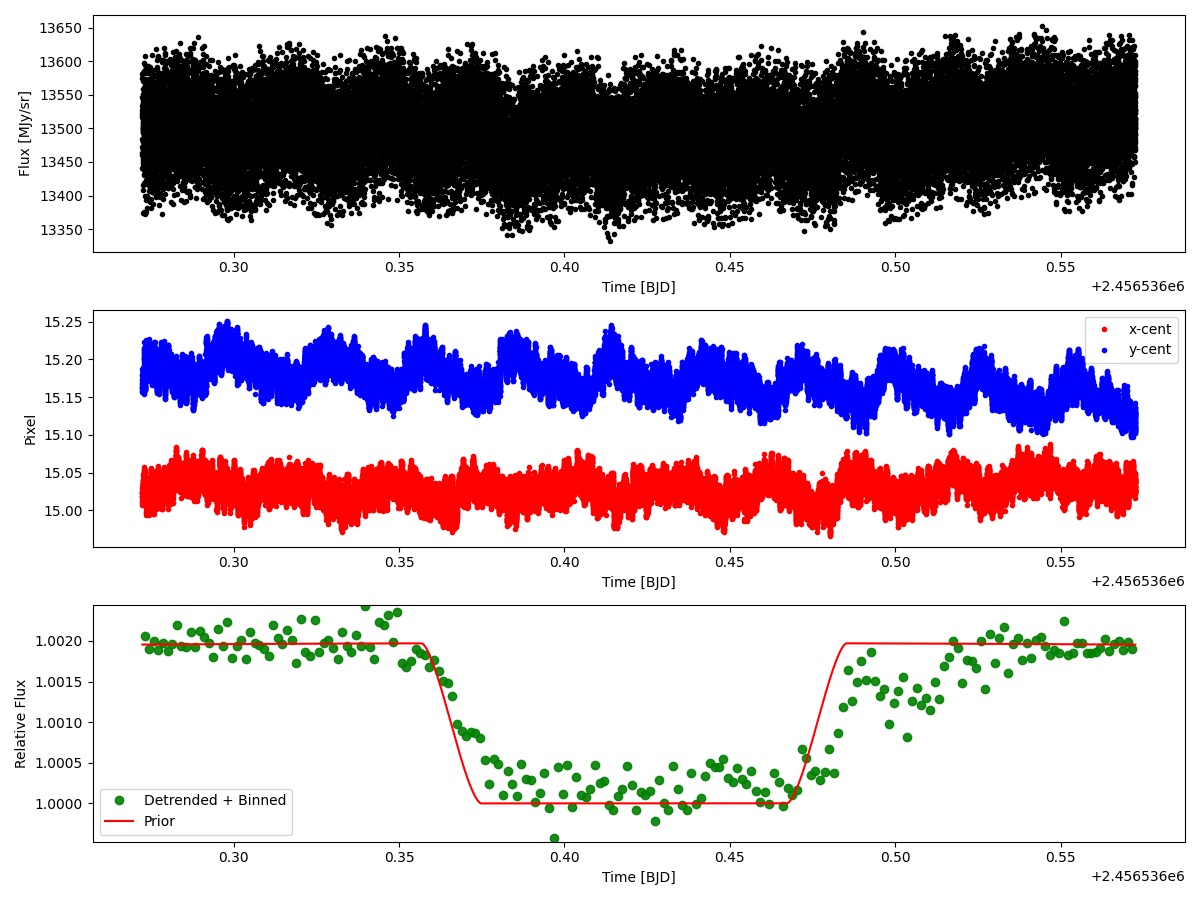 13650
13600
13550
13500
13450
13400
13350
Flux [MJy/sr]
0.30 0.35 0.40 0.45 0.50 0.55
Time [BJD]
+2.456536e6
15.25
15.20
15.15
15.10
15.05
15.00
Pixel
x-cent
y-cent
0.30 0.35 0.40 0.45 0.50 0.55
Time [BJD]
+2.456536e6
1.0020
1.0015
1.0010
1.0005
1.0000
Relative Flux
Detrended + Binned
Prior
0.30 0.35 0.40 0.45 0.50 0.55
Time [BJD]
+2.456536e6